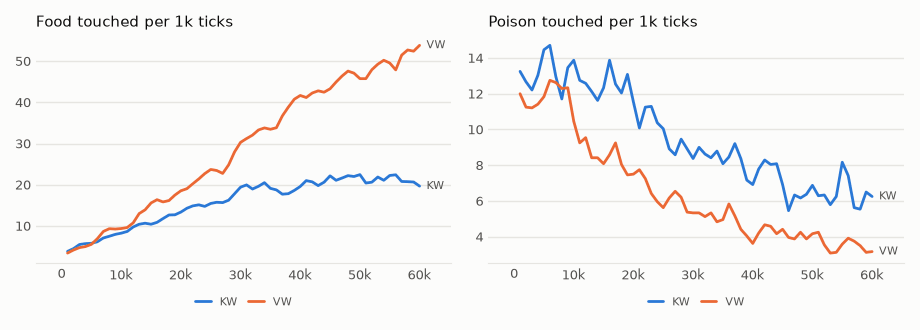 Food touched per 1k ticks
50
40
30
20
10
0 10k 20k 30k 40k 50k 60k
VW
KW
KW VW
Poison touched per 1k ticks
14
12
10
8
6
4
0 10k 20k 30k 40k 50k 60k
KW
VW
KW VW